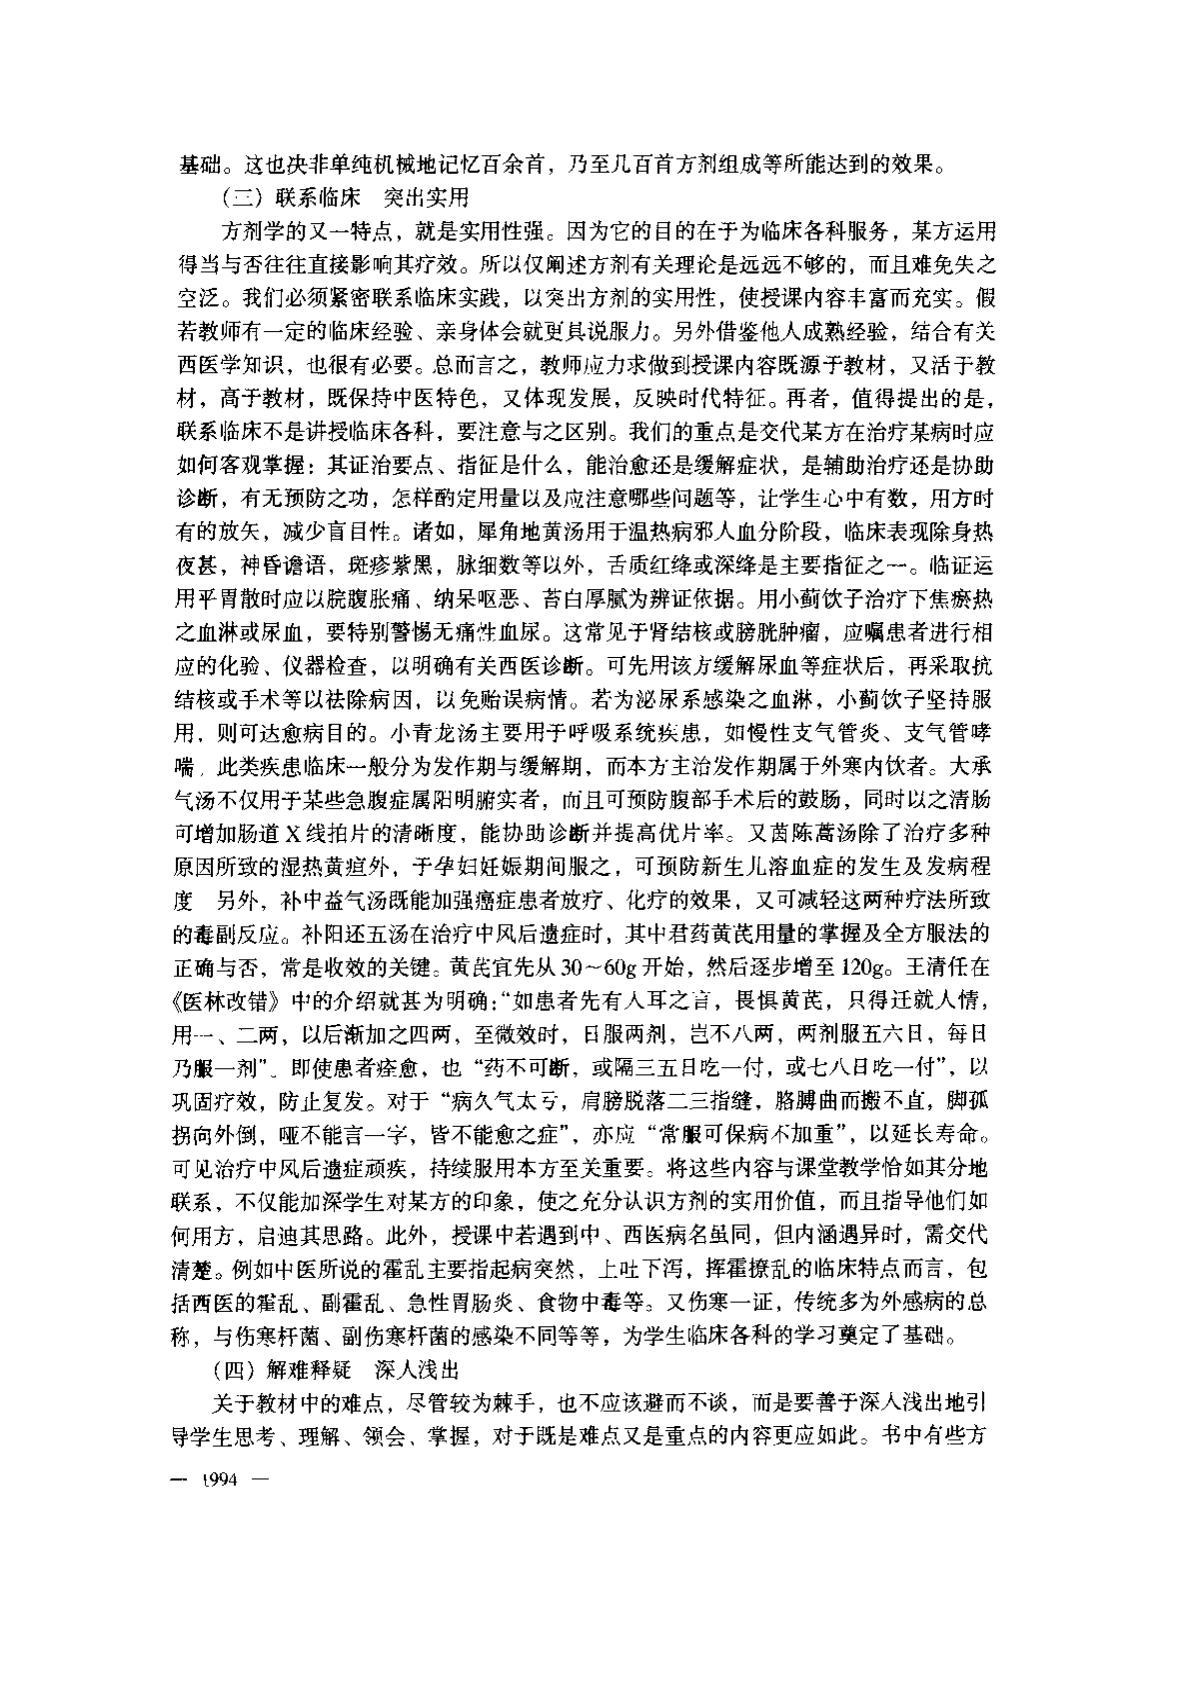 基础。这也决非单纯机械地记忆百余首，乃至几百首方剂组成等所能达到的效果。
（三）联系临床　突出实用
方剂学的又一特点，就是实用性强。因为它的目的在于为临床各科服务，某方运用
得当与否往往直接影响其疗效。所以仅阐述方剂有关理论是远远不够的，而且难免失之
空泛。我们必须紧密联系临床实践，以突出方剂的实用性，使授课内容丰富而充实。假
若教师有一定的临床经验、亲身体会就更具说服力。另外借鉴他人成熟经验，结合有关
西医学知识，也很有必要。总而言之，教师应力求做到授课内容既源于教材，又活于教
材，高于教材，既保持中医特色，又体现发展，反映时代特征。再者，值得提出的是，
联系临床不是讲授临床各科，要注意与之区别。我们的重点是交代某方在治疗某病时应
如何客观掌握：其证治要点、指征是什么，能治愈还是缓解症状，是辅助治疗还是协助
诊断，有无预防之功，怎样酌定用量以及应注意哪些问题等，让学生心中有数，用方时
有的放矢，减少盲目性。诸如，犀角地黄汤用于温热病邪人血分阶段，临床表现除身热
夜甚，神昏谵语，斑疹紫黑，脉细数等以外，舌质红绛或深绛是主要指征之一。临证运
用平胃散时应以脘腹胀痛、纳呆呕恶、苔白厚腻为辨证依据。用小蓟饮子治疗下焦瘀热
之血淋或尿血，要特别警惕无痛性血尿。这常见于肾结核或膀胱肿瘤，应嘱患者进行相
应的化验、仪器检查，以明确有关西医诊断。可先用该方缓解尿血等症状后，再采取抗
结核或手术等以祛除病因，以免贻误病情。若为泌尿系感染之血淋，小蓟饮子坚持服
用，则可达愈病目的。小青龙汤主要用于呼吸系统疾患，如慢性支气管炎、支气管哮
喘，此类疾患临床一般分为发作期与缓解期，而本方主治发作期属于外寒内饮者。大承
气汤不仅用于某些急腹症属阳明腑实者，而且可预防腹部手术后的鼓肠，同时以之清肠
可增加肠道 X 线拍片的清晰度，能协助诊断并提高优片率。又茵陈蒿汤除了治疗多种
原因所致的湿热黄疸外，于孕妇妊娠期间服之，可预防新生儿溶血症的发生及发病程
度　另外，补中益气汤既能加强癌症患者放疗、化疗的效果，又可减轻这两种疗法所致
的毒副反应。补阳还五汤在治疗中风后遗症时，其中君药黄芪用量的掌握及全方服法的
正确与否，常是收效的关键。黄芪宜先从 30～60g 开始，然后逐步增至 120g。王清任在
《医林改错》中的介绍就甚为明确：“如患者先有人耳之言，畏惧黄芪，只得迁就人情，
用一、二两，以后渐加之四两，至微效时，日服两剂，岂不八两，两剂服五六日，每日
乃服一剂”。即使患者痊愈，也“药不可断，或隔三五日吃一付，或七八日吃一付”，以
巩固疗效，防止复发。对于“病久气太亏，肩膀脱落二三指缝，胳膊曲而搬不直，脚孤
拐向外倒，哑不能言一字，皆不能愈之症”，亦应“常服可保病不加重”，以延长寿命。
可见治疗中风后遗症顽疾，持续服用本方至关重要。将这些内容与课堂教学恰如其分地
联系，不仅能加深学生对某方的印象，使之充分认识方剂的实用价值，而且指导他们如
何用方，启迪其思路。此外，授课中若遇到中、西医病名虽同，但内涵遇异时，需交代
清楚。例如中医所说的霍乱主要指起病突然，上吐下泻，挥霍撩乱的临床特点而言，包
括西医的霍乱、副霍乱、急性胃肠炎、食物中毒等。又伤寒一证，传统多为外感病的总
称，与伤寒杆菌、副伤寒杆菌的感染不同等等，为学生临床各科的学习奠定了基础。
（四）解难释疑　深人浅出
关于教材中的难点，尽管较为棘手，也不应该避而不谈，而是要善于深人浅出地引
导学生思考、理解、领会、掌握，对于既是难点又是重点的内容更应如此。书中有些方
— 1994 —